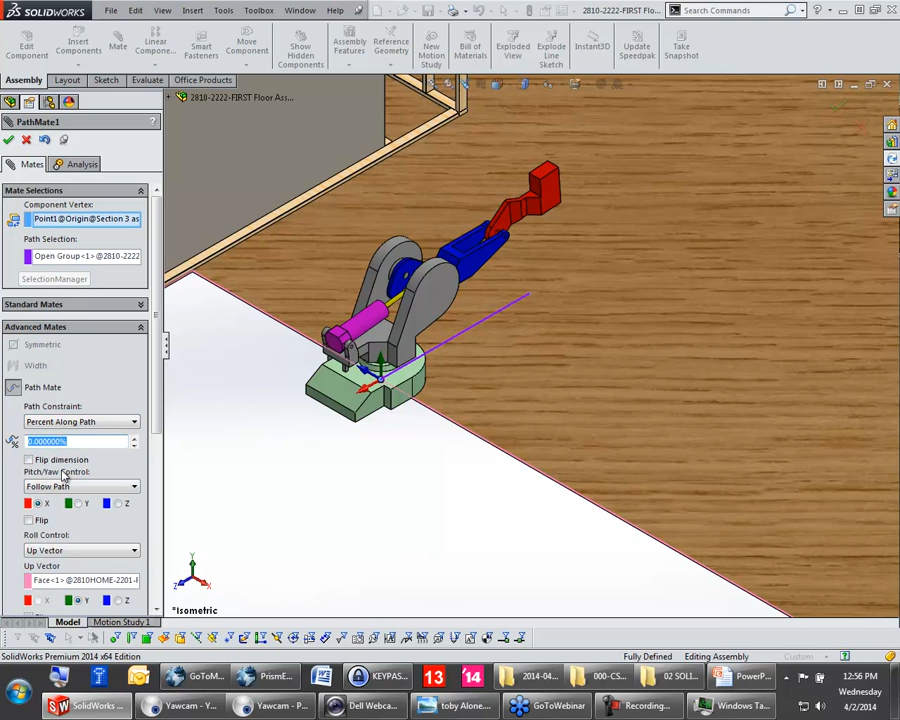 SOLIDWORKS File Edit View Insert Tools Toolbox Window Help 2810-2222-FIRST Flo... Search Commands
Edit Component
Insert Components
Mate
Linear Compone...
Smart Fasteners
Move Component
Show Hidden Components
Assembly Features
Reference Geometry
New Motion Study
Bill of Materials
Exploded View
Explode Line Sketch
Instant3D
Update Speedpak
Take Snapshot
Assembly Layout Sketch Evaluate Office Products
2810-2222-FIRST Floor Ass...
PathMate1 ?
Mates Analysis
Mate Selections
Component Vertex:
Point1@Origin@Section 3 as
Path Selection:
Open Group<1>@2810-2222
SelectionManager
Standard Mates
Advanced Mates
Symmetric
Width
Path Mate
Path Constraint:
Percent Along Path
0.000000%
Flip dimension
Pitch/Yaw Control:
Follow Path
X Y Z
Flip
Roll Control:
Up Vector
Up Vector
Face<1>@2810HOME-2201-F
X Y Z
Y
Z
X
*Isometric
Model Motion Study 1
SolidWorks Premium 2014 x64 Edition Fully Defined Editing Assembly Custom
GoToM... PrismE... KEYPAS... 13 '14 2014-04... 000-CS... 02 SOLI... PowerP... 12:56 PM
Wednesday
SolidWorks ... Yawcam - Y... Yawcam - P... Dell Webca... toby Alone.... GoToWebinar Recording... Windows Ta... 4/2/2014